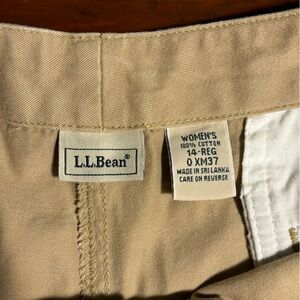 L.L.Bean®
WOMEN'S
100% COTTON
14-REG
0 XM37
MADE IN SRI LANKA
CARE ON REVERSE